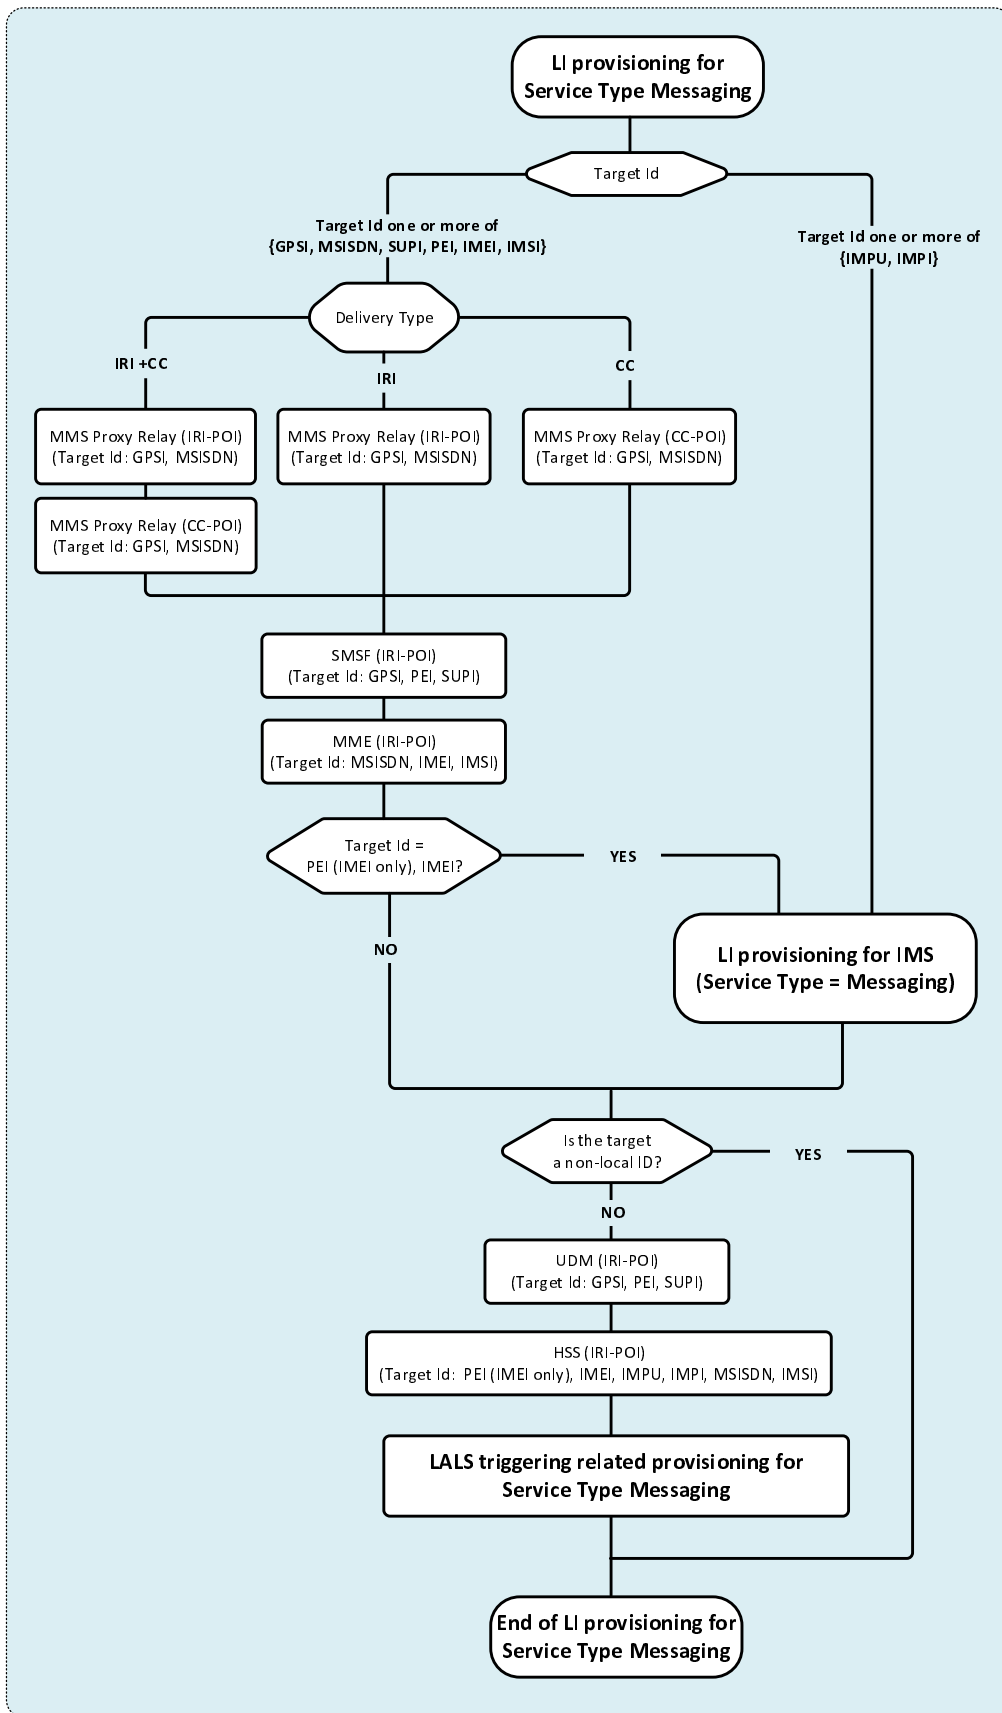 LI provisioning for
Service Type Messaging
Target Id
Target Id one or more of
{GPSI, MSISDN, SUPI, PEI, IMEI, IMSI}
Target Id one or more of
{IMPU, IMPI}
Delivery Type
IRI +CC
IRI
CC
MMS Proxy Relay (IRI-POI)
(Target Id: GPSI, MSISDN)
MMS Proxy Relay (IRI-POI)
(Target Id: GPSI, MSISDN)
MMS Proxy Relay (CC-POI)
(Target Id: GPSI, MSISDN)
MMS Proxy Relay (CC-POI)
(Target Id: GPSI, MSISDN)
SMSF (IRI-POI)
(Target Id: GPSI, PEI, SUPI)
MME (IRI-POI)
(Target Id: MSISDN, IMEI, IMSI)
Target Id =
PEI (IMEI only), IMEI?
YES
NO
LI provisioning for IMS
(Service Type = Messaging)
Is the target
a non-local ID?
YES
NO
UDM (IRI-POI)
(Target Id: GPSI, PEI, SUPI)
HSS (IRI-POI)
(Target Id: PEI (IMEI only), IMEI, IMPU, IMPI, MSISDN, IMSI)
LALS triggering related provisioning for
Service Type Messaging
End of LI provisioning for
Service Type Messaging